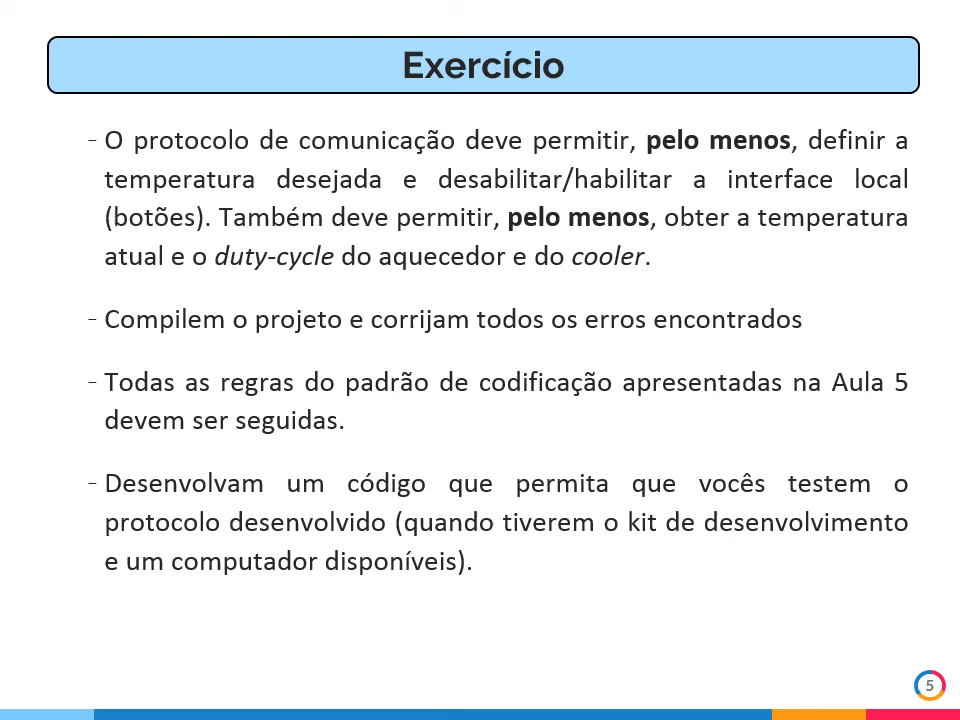 Exercício
- O protocolo de comunicação deve permitir, pelo menos, definir a
temperatura desejada e desabilitar/habilitar a interface local
(botões). Também deve permitir, pelo menos, obter a temperatura
atual e o duty-cycle do aquecedor e do cooler.
- Compilem o projeto e corrijam todos os erros encontrados
- Todas as regras do padrão de codificação apresentadas na Aula 5
devem ser seguidas.
- Desenvolvam um código que permita que vocês testem o
protocolo desenvolvido (quando tiverem o kit de desenvolvimento
e um computador disponíveis).
5